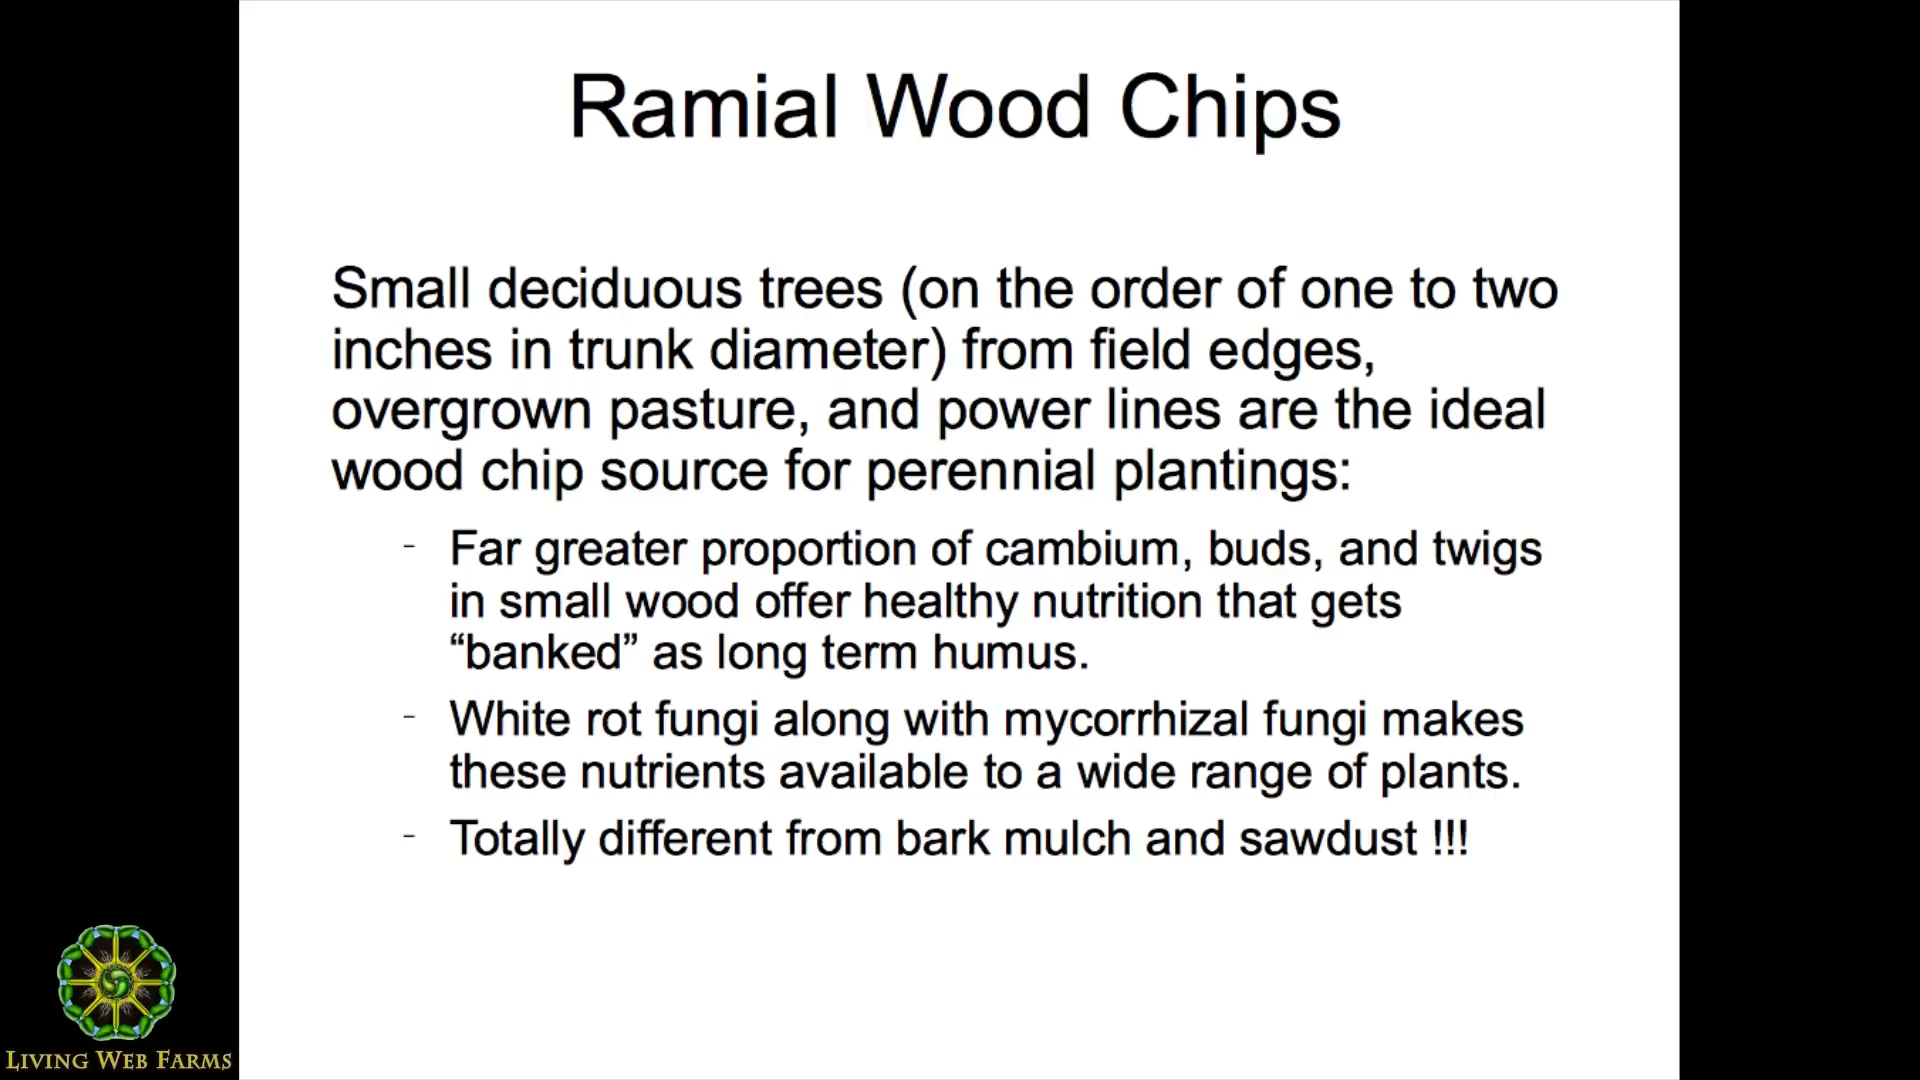 Ramial Wood Chips
Small deciduous trees (on the order of one to two
inches in trunk diameter) from field edges,
overgrown pasture, and power lines are the ideal
wood chip source for perennial plantings:
- Far greater proportion of cambium, buds, and twigs
in small wood offer healthy nutrition that gets
“banked” as long term humus.
- White rot fungi along with mycorrhizal fungi makes
these nutrients available to a wide range of plants.
- Totally different from bark mulch and sawdust !!!
LIVING WEB FARMS